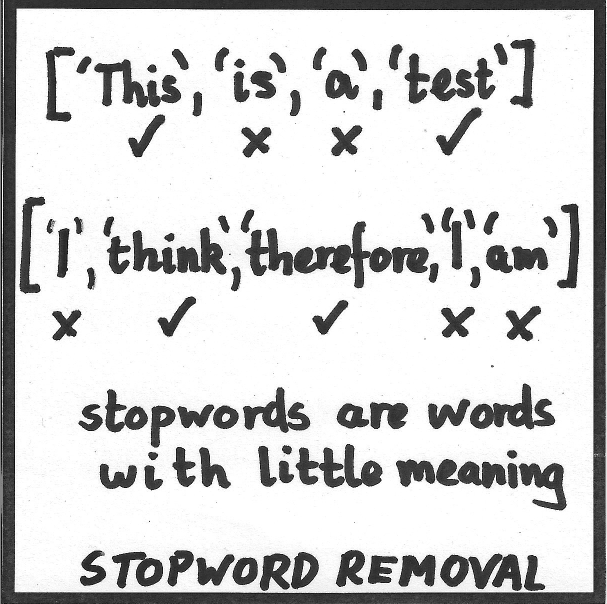 ['This', 'is', 'a', 'test']
✓ × × ✓
['I', 'think', 'therefore', 'I', 'am']
× ✓ ✓ × ×
stopwords are words
with little meaning
STOPWORD REMOVAL